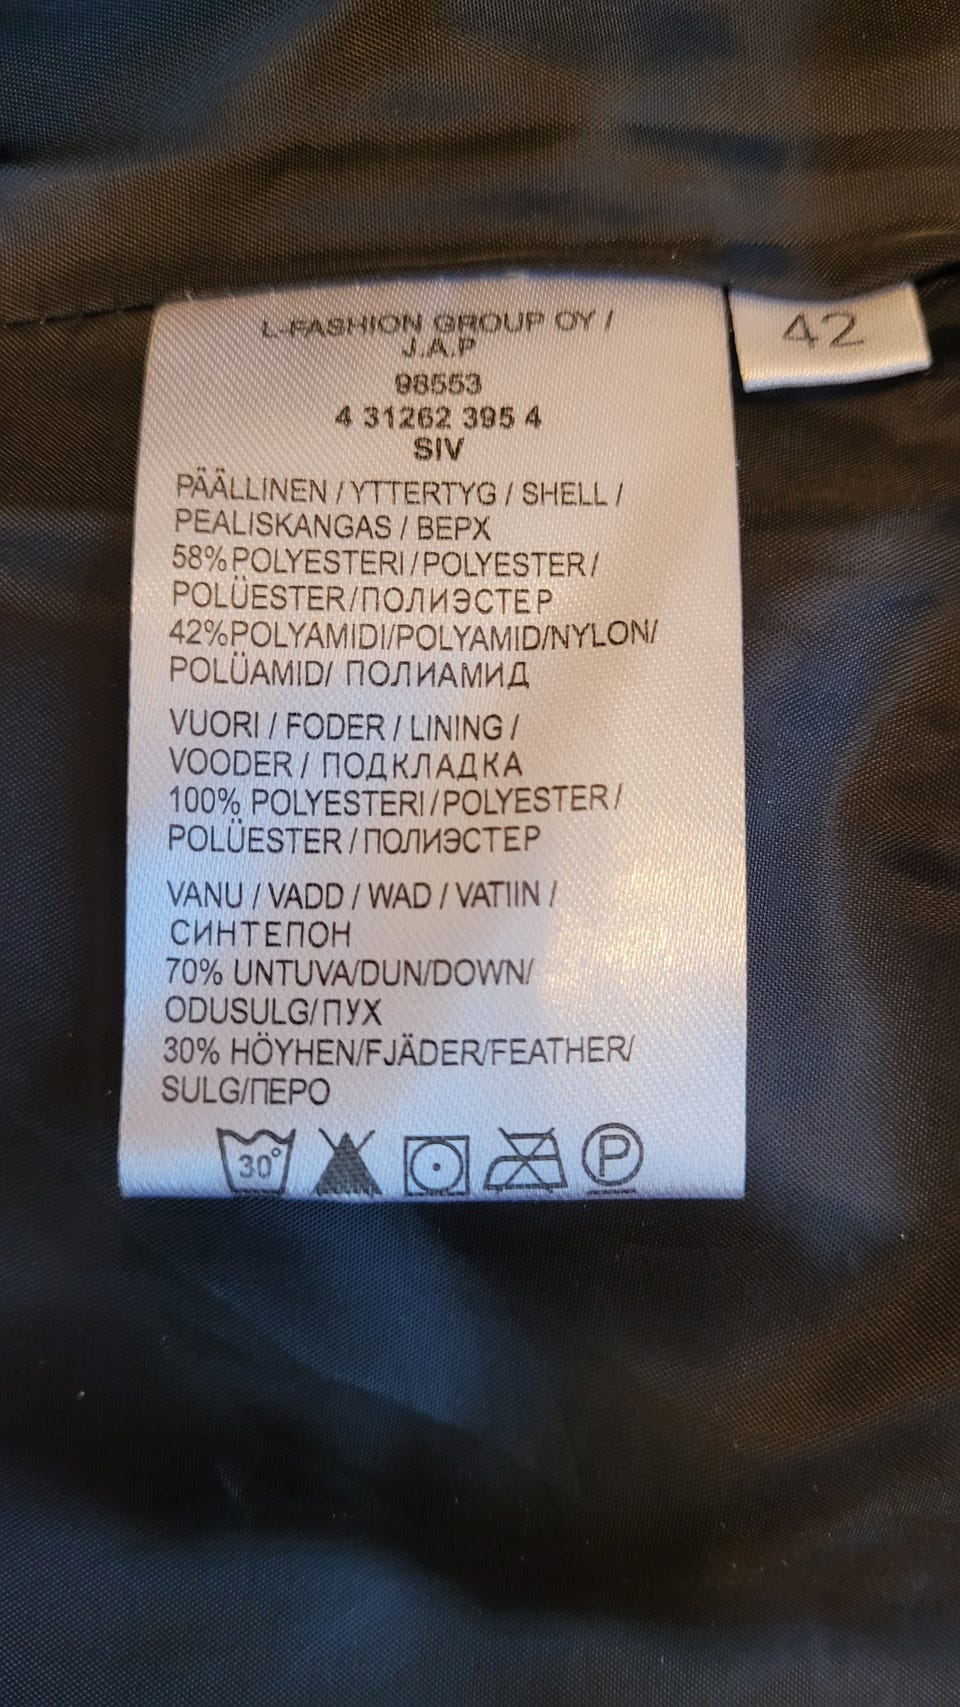 L-FASHION GROUP OY /
J.A.P
98553
4 31262 395 4
SIV
PÄÄLLINEN / YTTERTYG / SHELL /
PEALISKANGAS / ВЕРХ
58% POLYESTERI / POLYESTER /
POLÜESTER/ПОЛИЭСТЕР
42%POLYAMIDI/POLYAMID/NYLON/
POLÜAMID/ ПОЛИАМИД
VUORI / FODER / LINING /
VOODER / ПОДКЛАДКА
100% POLYESTERI / POLYESTER /
POLÜESTER / ПОЛИЭСТЕР
VANU / VADD / WAD / VATIIN /
СИНТЕПОН
70% UNTUVA/DUN/DOWN/
ODUSULG/ПУХ
30% HÖYHEN/FJÄDER/FEATHER/
SULG/ПЕРО
30° P
42